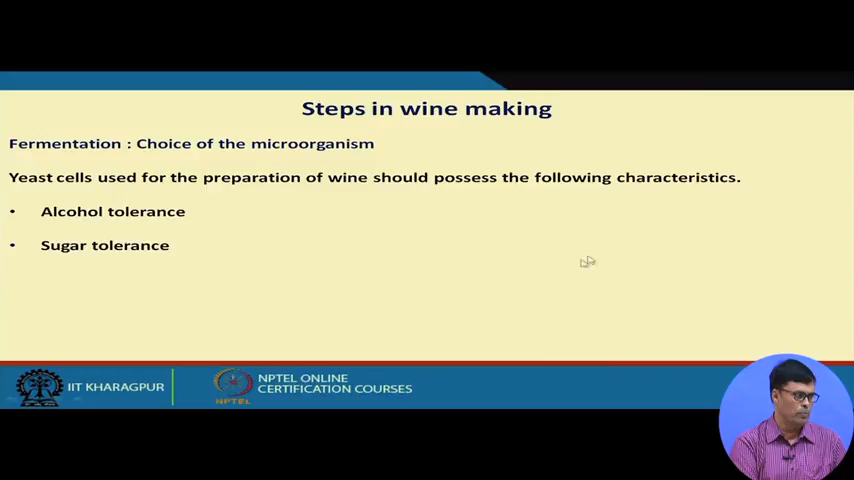 Steps in wine making
Fermentation : Choice of the microorganism
Yeast cells used for the preparation of wine should possess the following characteristics.
• Alcohol tolerance
• Sugar tolerance
IIT KHARAGPUR
NPTEL
NPTEL ONLINE
CERTIFICATION COURSES